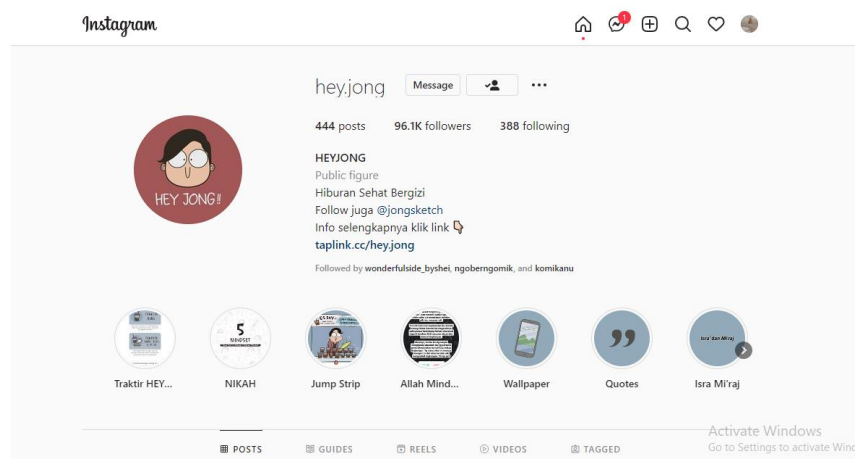 Instagram
1
hey.jong Message
444 posts 96.1K followers 388 following
HEYJONG
Public figure
Hiburan Sehat Bergizi
Follow juga @jongsketch
Info selengkapnya klik link
taplink.cc/hey.jong
Followed by wonderfulside_byshei, ngoberngomik, and komikanu
HEY JONG!!
5
MINDSET
Isra' dan Mi'raj
Traktir HEY... NIKAH Jump Strip Allah Mind... Wallpaper Quotes Isra Mi'raj
POSTS GUIDES REELS VIDEOS TAGGED
Activate Windows
Go to Settings to activate Wind